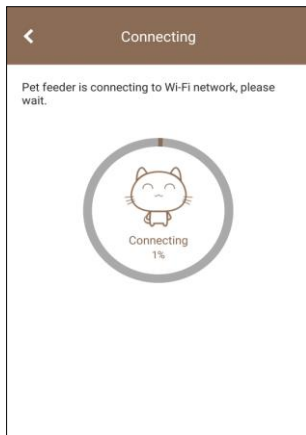 Connecting
Pet feeder is connecting to Wi-Fi network, please
wait.
Connecting
1%